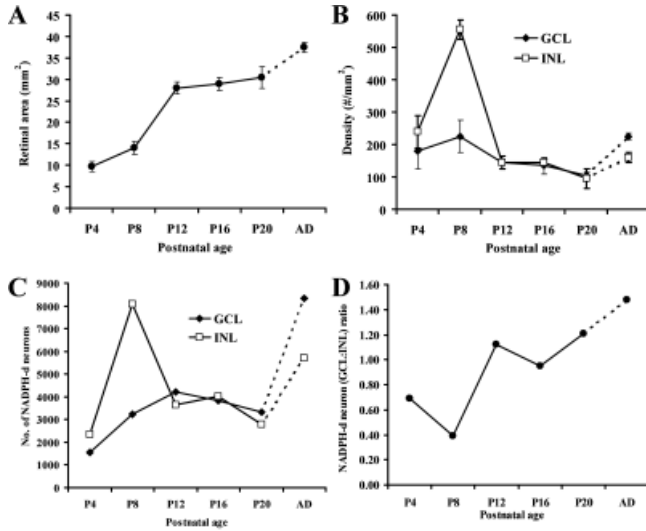 A
Retinal area (mm2)
45
40
35
30
25
20
15
10
5
0
P4 P8 P12 P16 P20 AD
Postnatal age
B
Density (#/mm2)
600
500
400
300
200
100
0
GCL
INL
P4 P8 P12 P16 P20 AD
Postnatal age
C
No. of NADPH-d neurons
9000
8000
7000
6000
5000
4000
3000
2000
1000
0
GCL
INL
P4 P8 P12 P16 P20 AD
Postnatal age
D
NADPH-d neuron (GCL:INL) ratio
1.60
1.40
1.20
1.00
0.80
0.60
0.40
0.20
0.00
P4 P8 P12 P16 P20 AD
Postnatal age